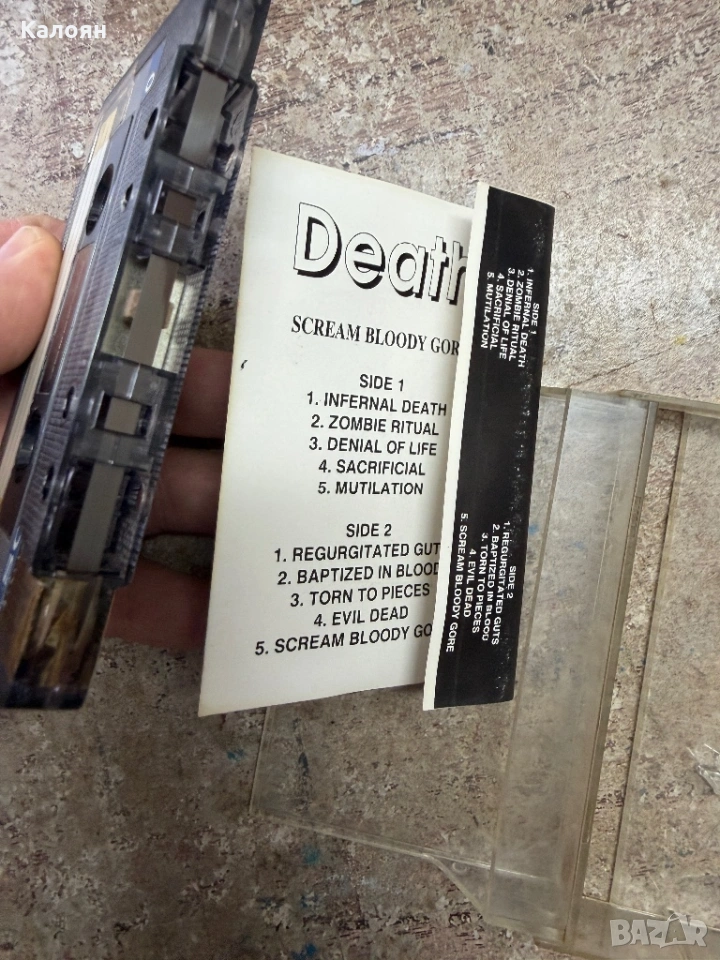 Калоян
Death
SCREAM BLOODY GOR
SIDE 1
1. INFERNAL DEATH
2. ZOMBIE RITUAL
3. DENIAL OF LIFE
4. SACRIFICIAL
5. MUTILATION
SIDE 2
1. REGURGITATED GUT
2. BAPTIZED IN BLOOD
3. TORN TO PIECES
4. EVIL DEAD
5. SCREAM BLOODY GO
SIDE 1
1. INFERNAL DEATH
2. ZOMBIE RITUAL
3. DENIAL OF LIFE
4. SACRIFICIAL
5. MUTILATION
SIDE 2
1. REGURGITATED GUTS
2. BAPTIZED IN BLOOD
3. TORN TO PIECES
4. EVIL DEAD
5. SCREAM BLOODY GORE
BAZAR